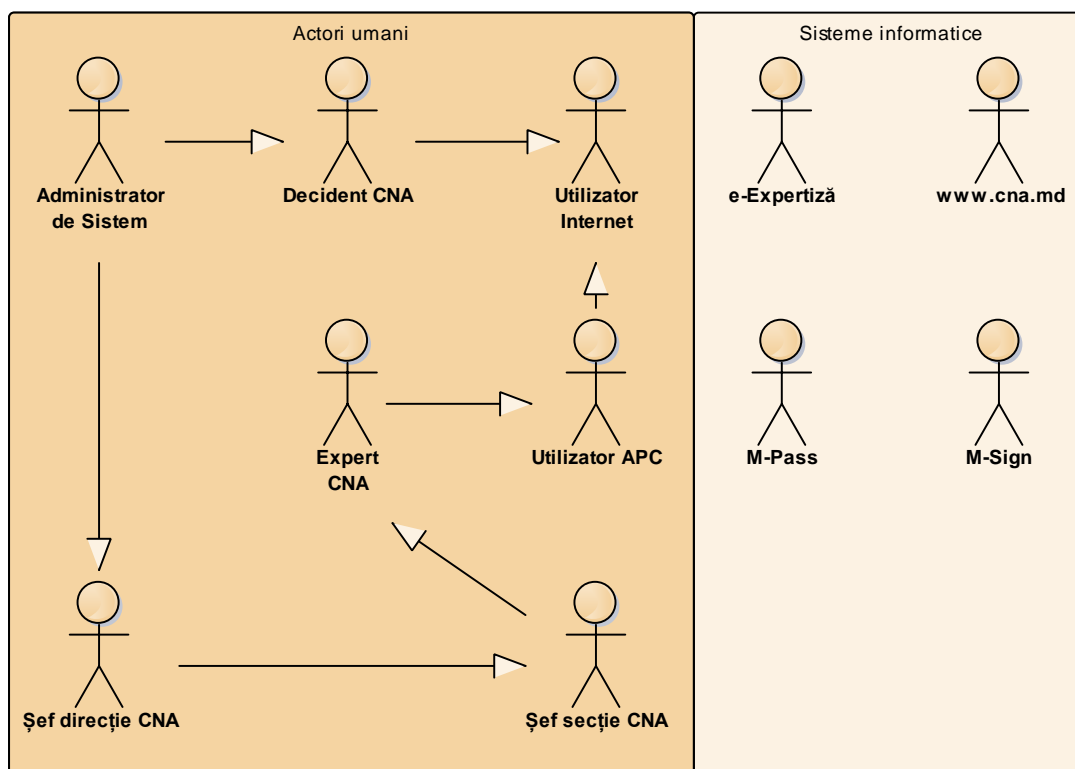 Actori umani
Sisteme informatice
Administrator
de Sistem
Decident CNA
Utilizator
Internet
e-Expertiză
www.cna.md
Expert
CNA
Utilizator APC
M-Pass
M-Sign
Șef direcție CNA
Șef secție CNA